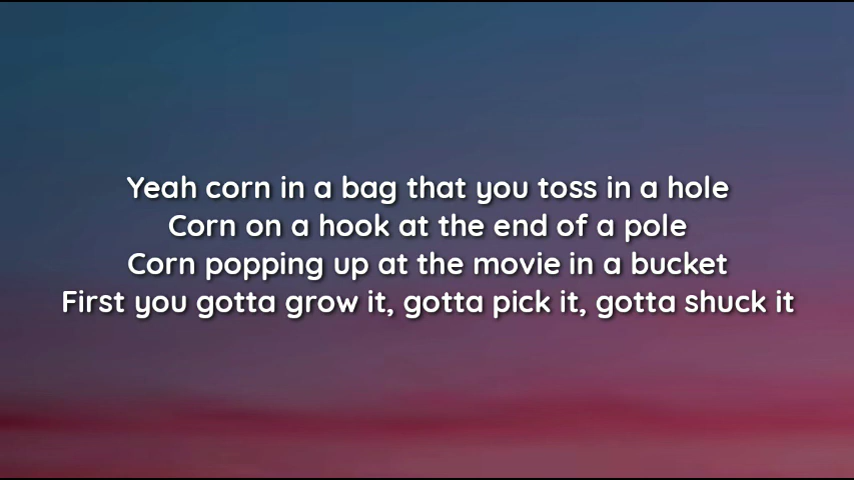 Yeah corn in a bag that you toss in a hole
Corn on a hook at the end of a pole
Corn popping up at the movie in a bucket
First you gotta grow it, gotta pick it, gotta shuck it